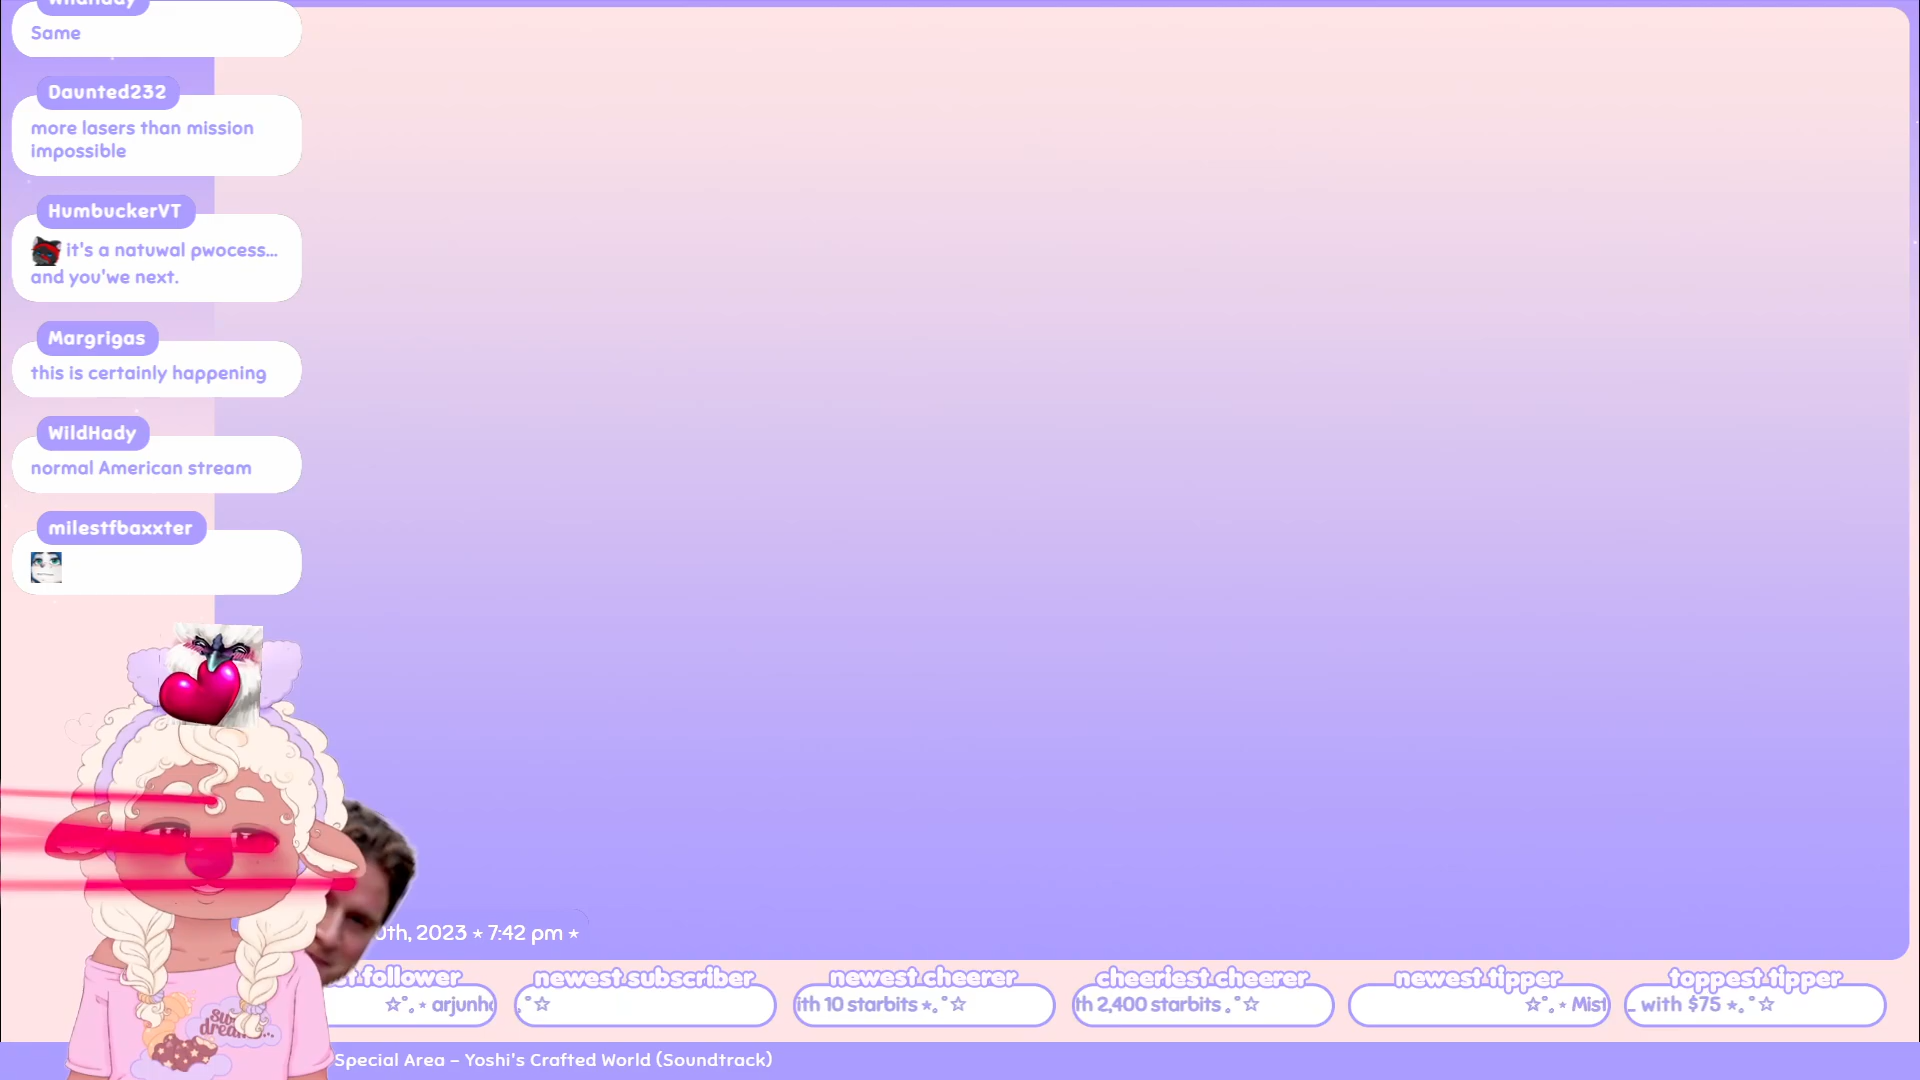 WildHady
Same
Daunted232
more lasers than mission
impossible
HumbuckerVT
it's a natuwal pwocess...
and you'we next.
Margrigas
this is certainly happening
WildHady
normal American stream
milestfbaxxter
0th, 2023 ⋆ 7:42 pm ⋆
t follower
☆˚｡⋆ arjunh
newest subscriber
｡˚☆
newest cheerer
ith 10 starbits ⋆｡˚☆
cheeriest cheerer
th 2,400 starbits ｡˚☆
newest tipper
☆˚｡⋆ Mist
toppest tipper
_ with $75 ⋆｡˚☆
Special Area – Yoshi's Crafted World (Soundtrack)